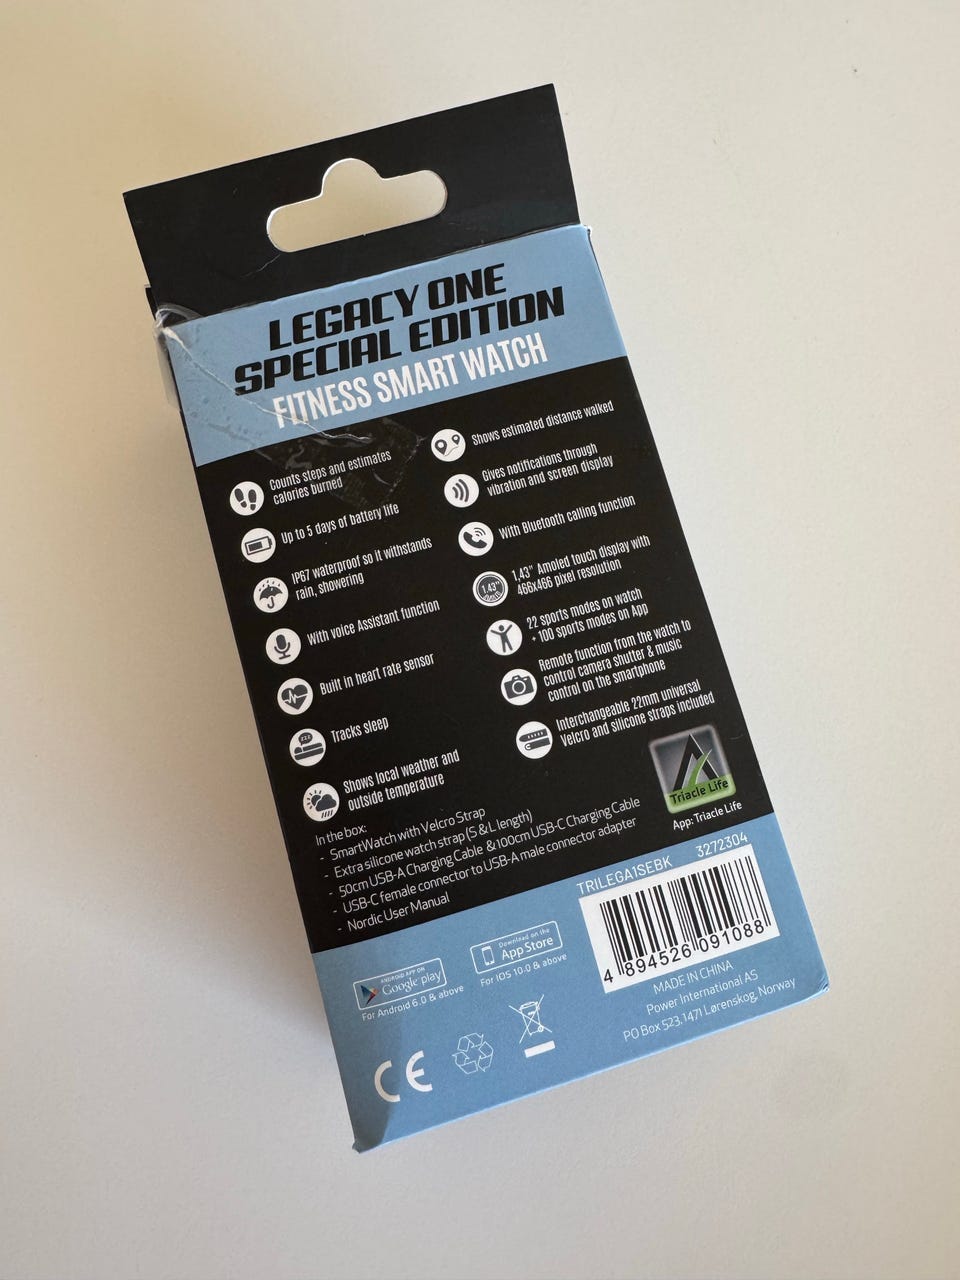 LEGACY ONE
SPECIAL EDITION
FITNESS SMART WATCH
Counts steps and estimates
calories burned
Up to 5 days of battery life
IP67 waterproof so it withstands
rain, showering
With voice Assistant function
Built in heart rate sensor
Tracks sleep
Shows local weather and
outside temperature
Shows estimated distance walked
Gives notifications through
vibration and screen display
With Bluetooth calling function
1,43" Amoled touch display with
466x466 pixel resolution
22 sports modes on watch
+ 100 sports modes on App
Remote function from the watch to
control camera shutter & music
control on the smartphone
Interchangeable 22mm universal
Velcro and silicone straps included
1,43"
zzz
Triacle Life
App: Triacle Life
In the box:
- SmartWatch with Velcro Strap
- Extra silicone watch strap (S & L length)
- 50cm USB-A Charging Cable & 100cm USB-C Charging Cable
- USB-C female connector to USB-A male connector adapter
- Nordic User Manual
TRILEGA1SEBK 3272304
4 894526 091088
ANDROID APP ON
Google play
For Android 6.0 & above
Download on the
App Store
For IOS 10.0 & above
MADE IN CHINA
Power International AS
PO Box 523, 1471 Lørenskog, Norway
CE